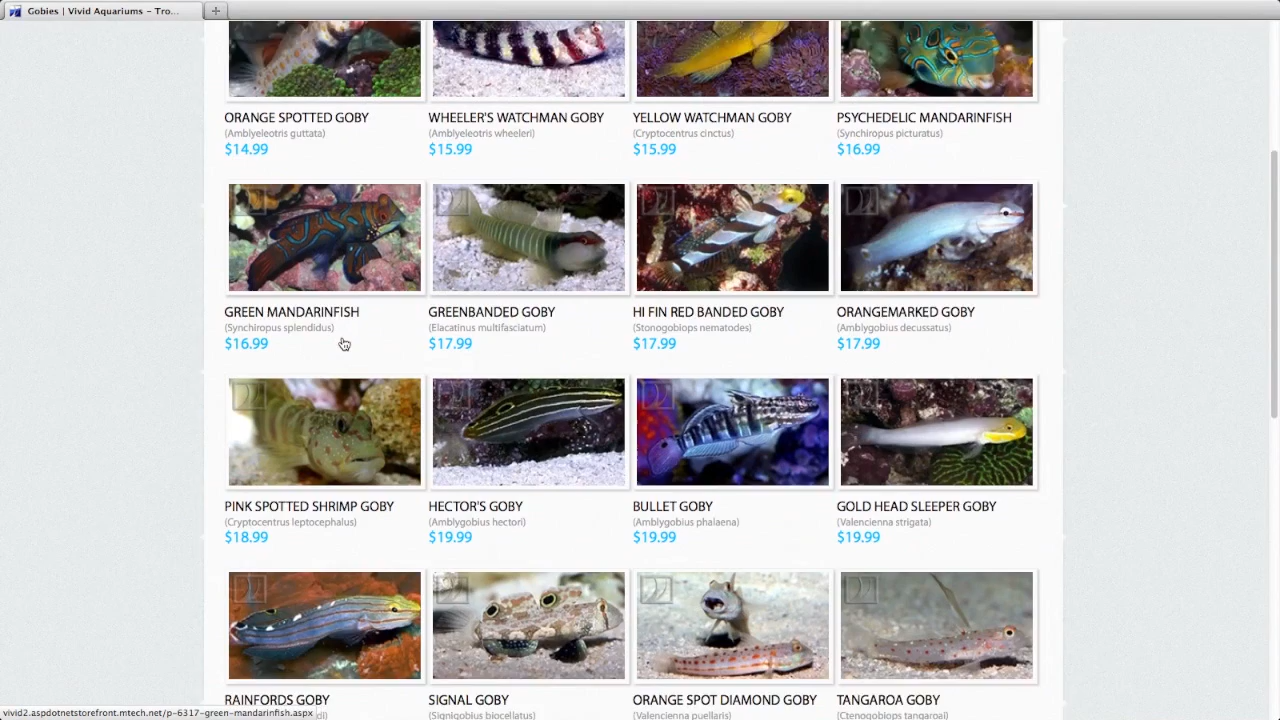 Gobies | Vivid Aquariums – Tro...
ORANGE SPOTTED GOBY
(Amblyeleotris guttata)
$14.99
WHEELER'S WATCHMAN GOBY
(Amblyeleotris wheeleri)
$15.99
YELLOW WATCHMAN GOBY
(Cryptocentrus cinctus)
$15.99
PSYCHEDELIC MANDARINFISH
(Synchiropus picturatus)
$16.99
GREEN MANDARINFISH
(Synchiropus splendidus)
$16.99
GREENBANDED GOBY
(Elacatinus multifasciatum)
$17.99
HI FIN RED BANDED GOBY
(Stonogobiops nematodes)
$17.99
ORANGEMARKED GOBY
(Amblygobius decussatus)
$17.99
PINK SPOTTED SHRIMP GOBY
(Cryptocentrus leptocephalus)
$18.99
HECTOR'S GOBY
(Amblygobius hectori)
$19.99
BULLET GOBY
(Amblygobius phalaena)
$19.99
GOLD HEAD SLEEPER GOBY
(Valencienna strigata)
$19.99
RAINFORDS GOBY
SIGNAL GOBY
(Signigobius biocellatus)
ORANGE SPOT DIAMOND GOBY
(Valencienna puellaris)
TANGAROA GOBY
(Ctenogobiops tangaroai)
vivid2.aspdotnetstorefront.mtech.net/p-6317-green-mandarinfish.aspx